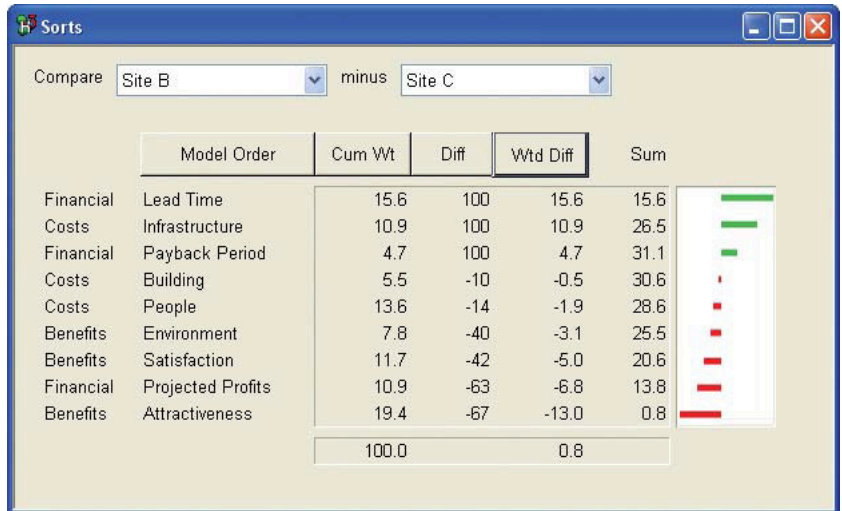 H3 Sorts
Compare Site B minus Site C
Model Order Cum Wt Diff Wtd Diff Sum
Financial Lead Time 15.6 100 15.6 15.6
Costs Infrastructure 10.9 100 10.9 26.5
Financial Payback Period 4.7 100 4.7 31.1
Costs Building 5.5 -10 -0.5 30.6
Costs People 13.6 -14 -1.9 28.6
Benefits Environment 7.8 -40 -3.1 25.5
Benefits Satisfaction 11.7 -42 -5.0 20.6
Financial Projected Profits 10.9 -63 -6.8 13.8
Benefits Attractiveness 19.4 -67 -13.0 0.8
100.0 0.8